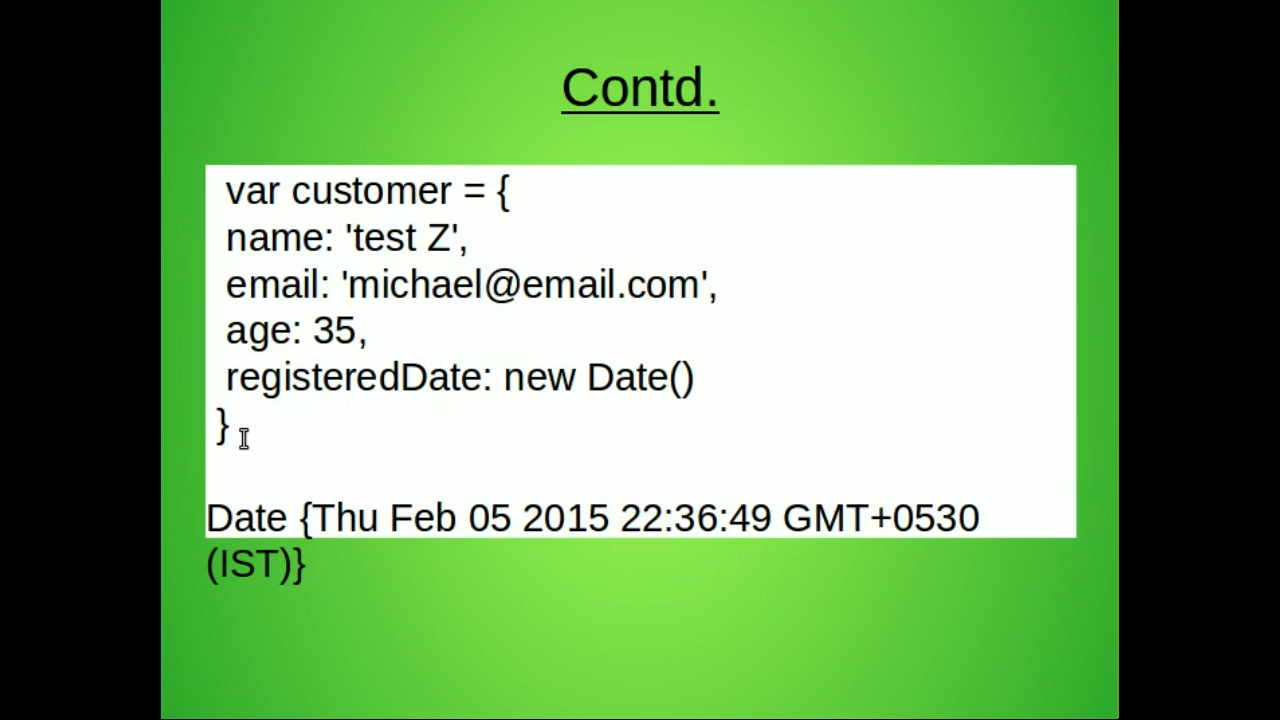 Contd.
var customer = {
name: 'test Z',
email: 'michael@email.com',
age: 35,
registeredDate: new Date()
}
Date {Thu Feb 05 2015 22:36:49 GMT+0530
(IST)}